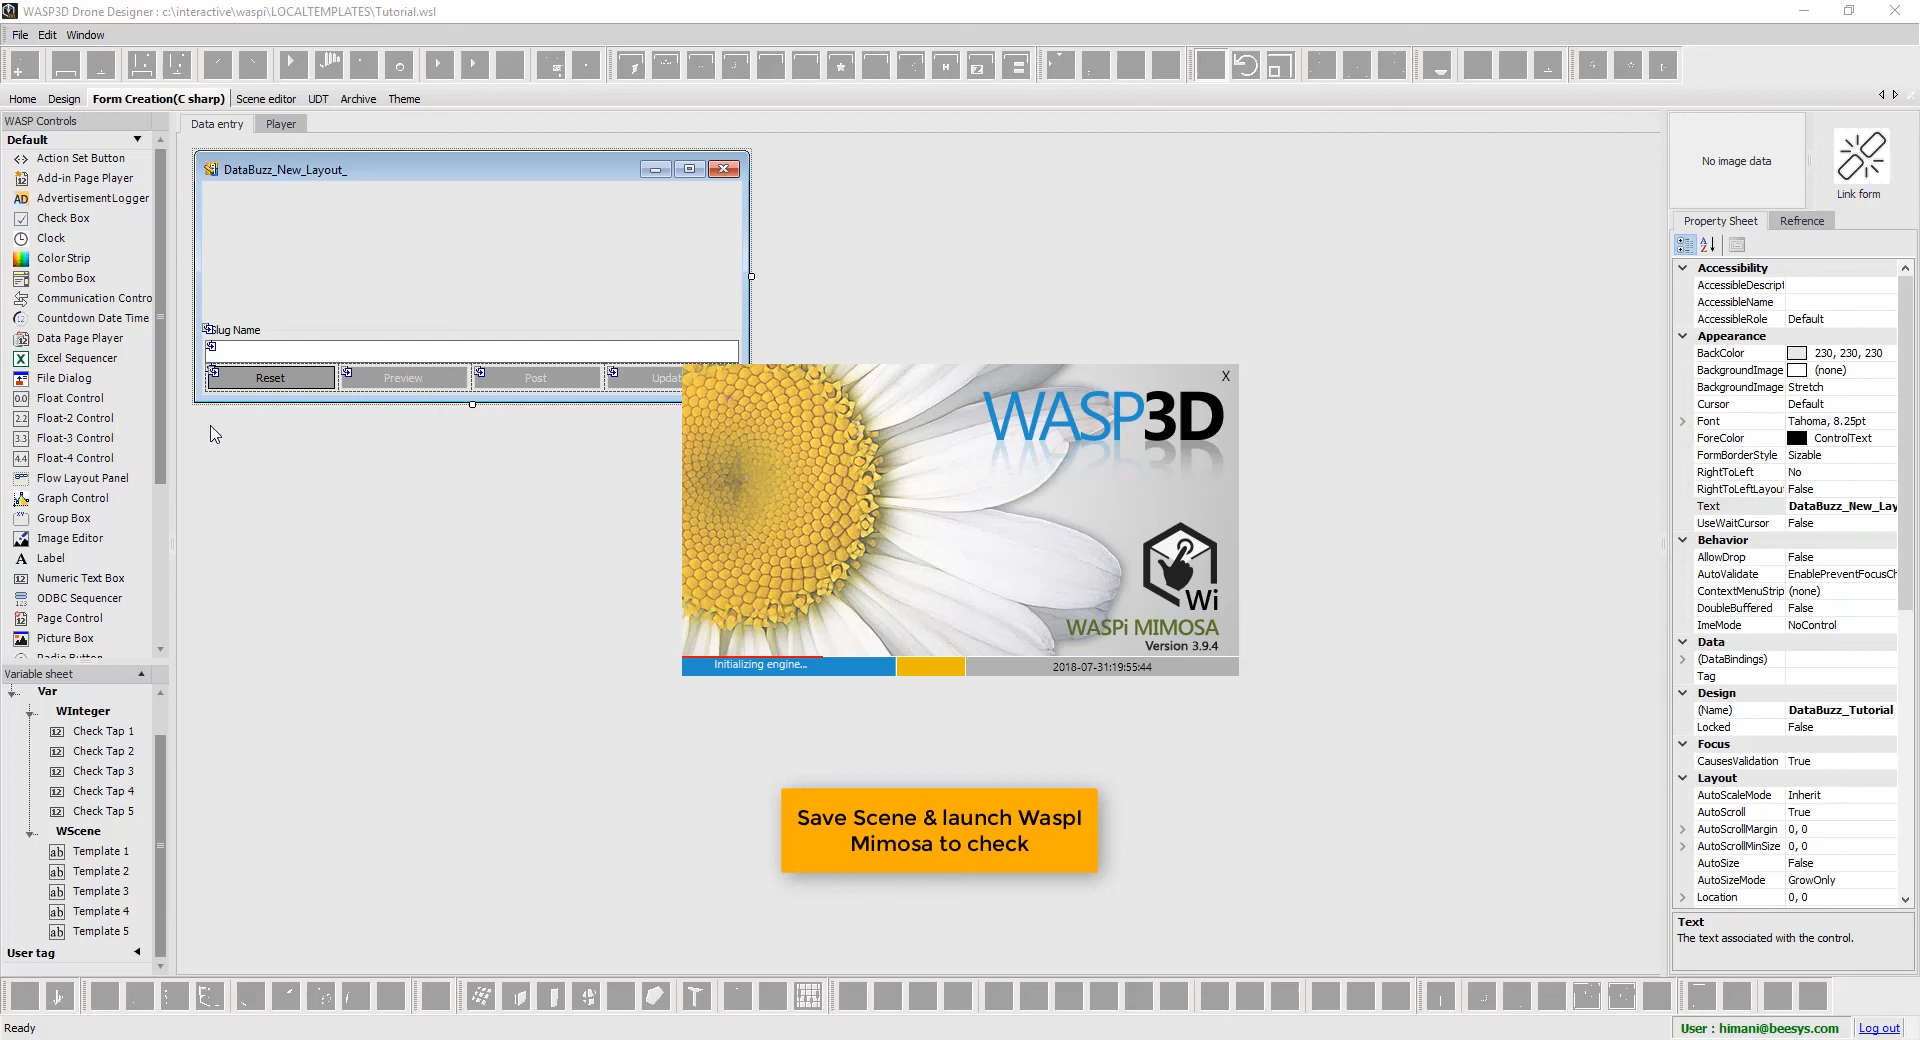 WASP3D Drone Designer : c:\interactive\waspi\LOCALTEMPLATES\Tutorial.wsl
File Edit Window
Home Design Form Creation(C sharp) Scene editor UDT Archive Theme
WASP Controls
Default
Action Set Button
Add-in Page Player
AdvertisementLogger
Check Box
Clock
Color Strip
Combo Box
Communication Contro
Countdown Date Time
Data Page Player
Excel Sequencer
File Dialog
Float Control
Float-2 Control
Float-3 Control
Float-4 Control
Flow Layout Panel
Graph Control
Group Box
Image Editor
Label
Numeric Text Box
ODBC Sequencer
Page Control
Picture Box
Radio Button
Variable sheet
Var
WInteger
Check Tap 1
Check Tap 2
Check Tap 3
Check Tap 4
Check Tap 5
WScene
Template 1
Template 2
Template 3
Template 4
Template 5
User tag
Data entry Player
DataBuzz_New_Layout_
Slug Name
Reset Preview Post Updat
X
WASP3D
Wi
WASPi MIMOSA
Version 3.9.4
Initializing engine... 2018-07-31:19:55:44
Save Scene & launch WaspI
Mimosa to check
No image data
Link form
Property Sheet Refrence
Accessibility
AccessibleDescript
AccessibleName
AccessibleRole Default
Appearance
BackColor 230, 230, 230
BackgroundImage (none)
BackgroundImage Stretch
Cursor Default
Font Tahoma, 8.25pt
ForeColor ControlText
FormBorderStyle Sizable
RightToLeft No
RightToLeftLayou False
Text DataBuzz_New_Lay
UseWaitCursor False
Behavior
AllowDrop False
AutoValidate EnablePreventFocusCh
ContextMenuStrip (none)
DoubleBuffered False
ImeMode NoControl
Data
(DataBindings)
Tag
Design
(Name) DataBuzz_Tutorial
Locked False
Focus
CausesValidation True
Layout
AutoScaleMode Inherit
AutoScroll True
AutoScrollMargin 0, 0
AutoScrollMinSize 0, 0
AutoSize False
AutoSizeMode GrowOnly
Location 0, 0
Text
The text associated with the control.
Ready
User : himani@beesys.com Log out